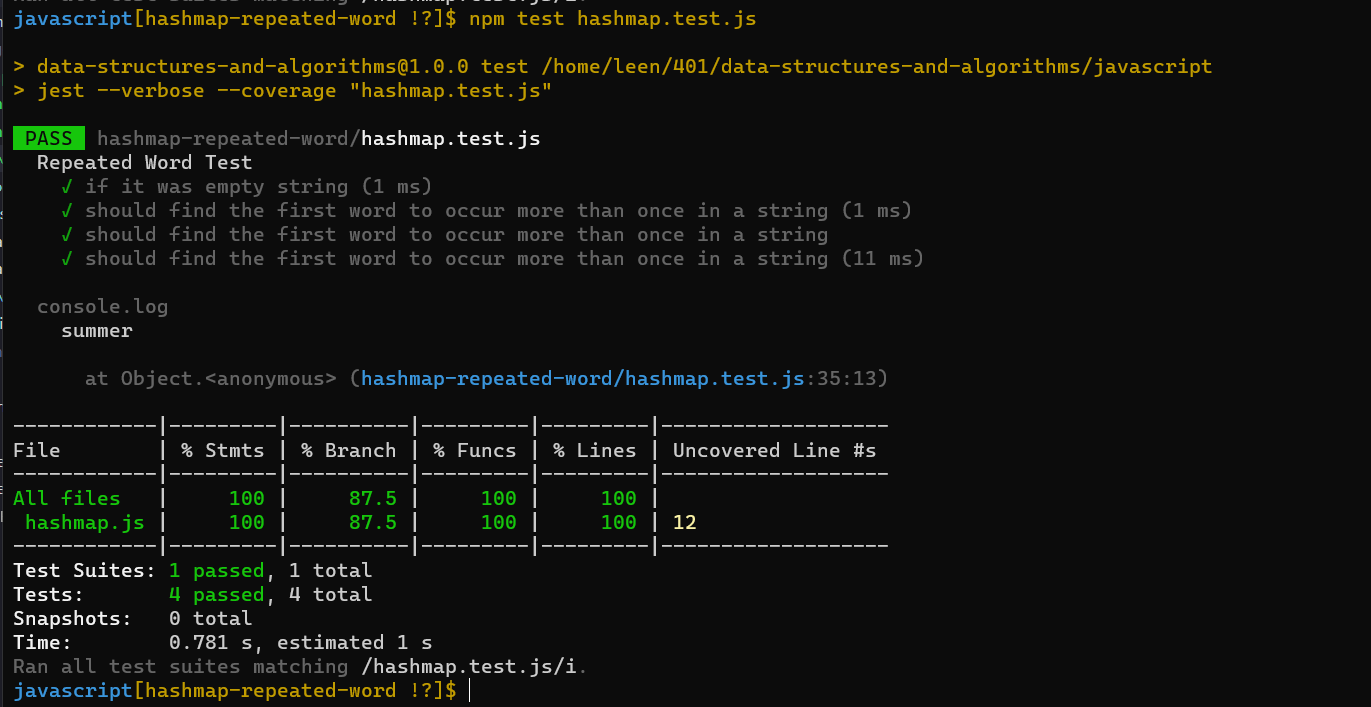 javascript[hashmap-repeated-word !?]$ npm test hashmap.test.js
> data-structures-and-algorithms@1.0.0 test /home/leen/401/data-structures-and-algorithms/javascript
> jest --verbose --coverage "hashmap.test.js"
PASS hashmap-repeated-word/hashmap.test.js
Repeated Word Test
√ if it was empty string (1 ms)
√ should find the first word to occur more than once in a string (1 ms)
√ should find the first word to occur more than once in a string
√ should find the first word to occur more than once in a string (11 ms)
console.log
summer
at Object.<anonymous> (hashmap-repeated-word/hashmap.test.js:35:13)
------------|---------|----------|---------|---------|-------------------
File | % Stmts | % Branch | % Funcs | % Lines | Uncovered Line #s
------------|---------|----------|---------|---------|-------------------
All files | 100 | 87.5 | 100 | 100 |
hashmap.js | 100 | 87.5 | 100 | 100 | 12
------------|---------|----------|---------|---------|-------------------
Test Suites: 1 passed, 1 total
Tests: 4 passed, 4 total
Snapshots: 0 total
Time: 0.781 s, estimated 1 s
Ran all test suites matching /hashmap.test.js/i.
javascript[hashmap-repeated-word !?]$